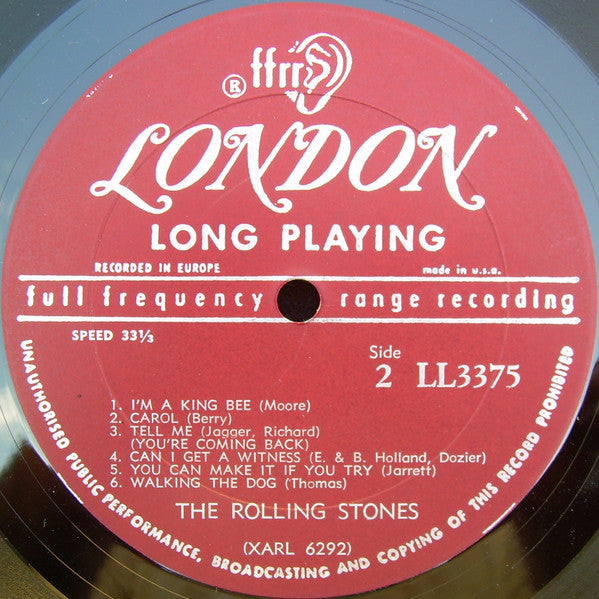 ffrr
®
LONDON
LONG PLAYING
RECORDED IN EUROPE made in u.s.a.
full frequency range recording
SPEED 33⅓
Side
2 LL3375
1. I'M A KING BEE (Moore)
2. CAROL (Berry)
3. TELL ME (Jagger, Richard)
(YOU'RE COMING BACK)
4. CAN I GET A WITNESS (E. & B. Holland, Dozier)
5. YOU CAN MAKE IT IF YOU TRY (Jarrett)
6. WALKING THE DOG (Thomas)
THE ROLLING STONES
(XARL 6292)
UNAUTHORISED PUBLIC PERFORMANCE, BROADCASTING AND COPYING OF THIS RECORD PROHIBITED